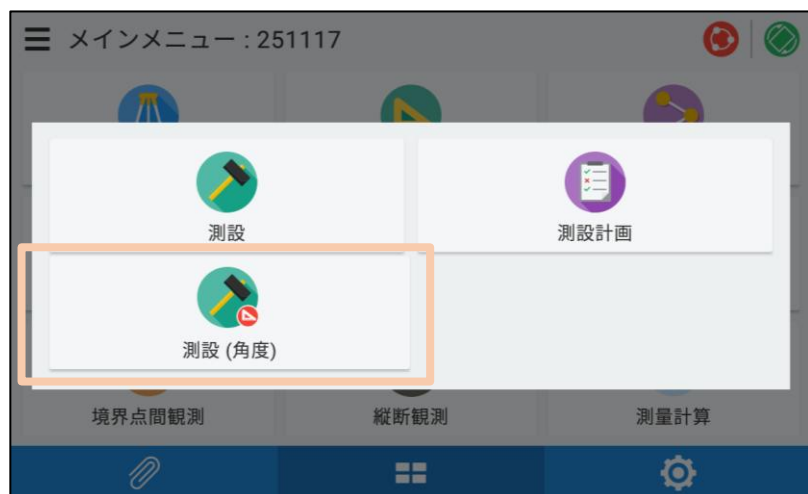 メインメニュー : 251117
測設
測設計画
測設 (角度)
境界点間観測
縦断観測
測量計算